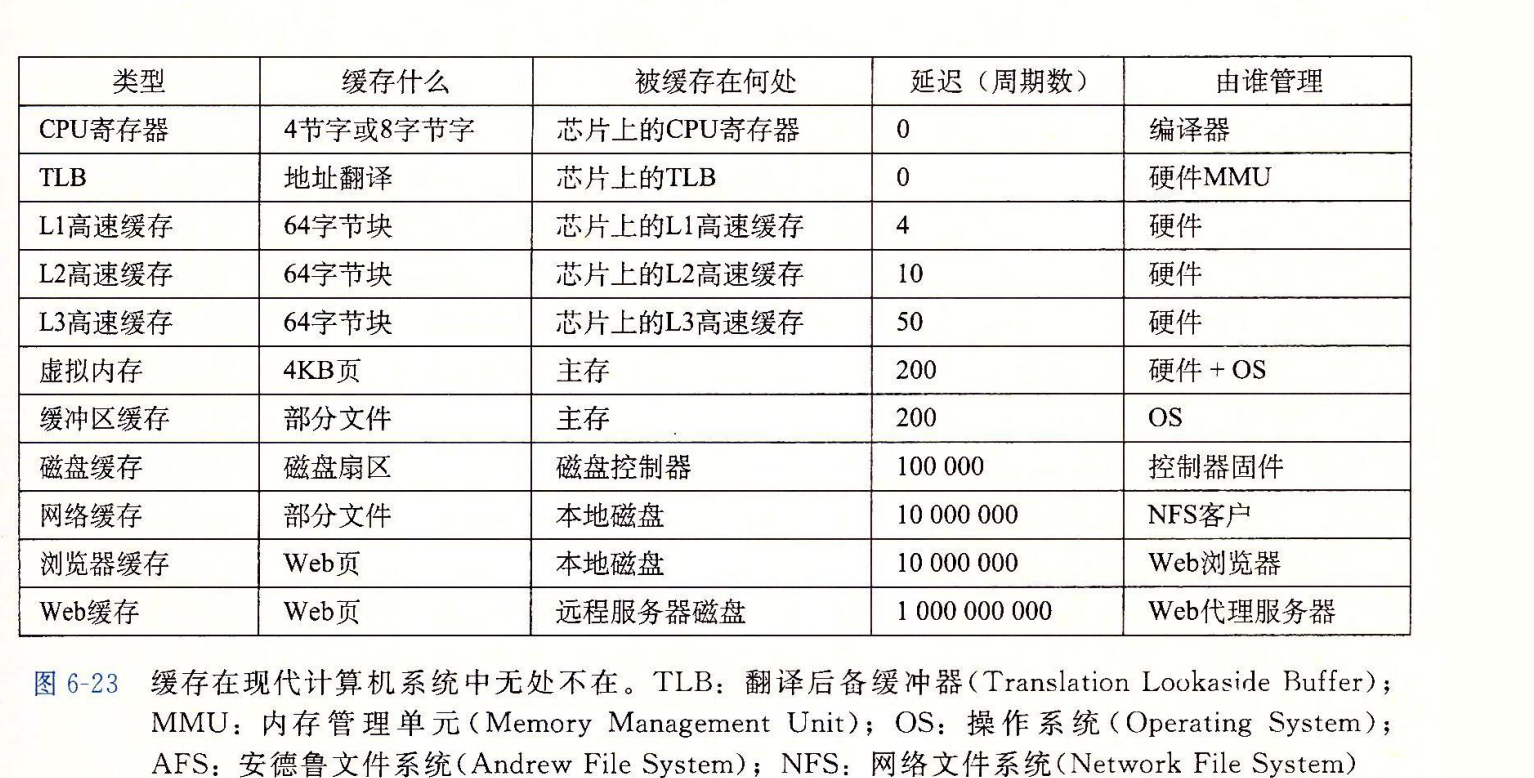 类型 缓存什么 被缓存在何处 延迟（周期数） 由谁管理
CPU寄存器 4节字或8字节字 芯片上的CPU寄存器 0 编译器
TLB 地址翻译 芯片上的TLB 0 硬件MMU
L1高速缓存 64字节块 芯片上的L1高速缓存 4 硬件
L2高速缓存 64字节块 芯片上的L2高速缓存 10 硬件
L3高速缓存 64字节块 芯片上的L3高速缓存 50 硬件
虚拟内存 4KB页 主存 200 硬件 + OS
缓冲区缓存 部分文件 主存 200 OS
磁盘缓存 磁盘扇区 磁盘控制器 100 000 控制器固件
网络缓存 部分文件 本地磁盘 10 000 000 NFS客户
浏览器缓存 Web页 本地磁盘 10 000 000 Web浏览器
Web缓存 Web页 远程服务器磁盘 1 000 000 000 Web代理服务器
图 6-23 缓存在现代计算机系统中无处不在。TLB：翻译后备缓冲器(Translation Lookaside Buffer)；
MMU：内存管理单元(Memory Management Unit)；OS：操作系统(Operating System)；
AFS：安德鲁文件系统(Andrew File System)；NFS：网络文件系统(Network File System)